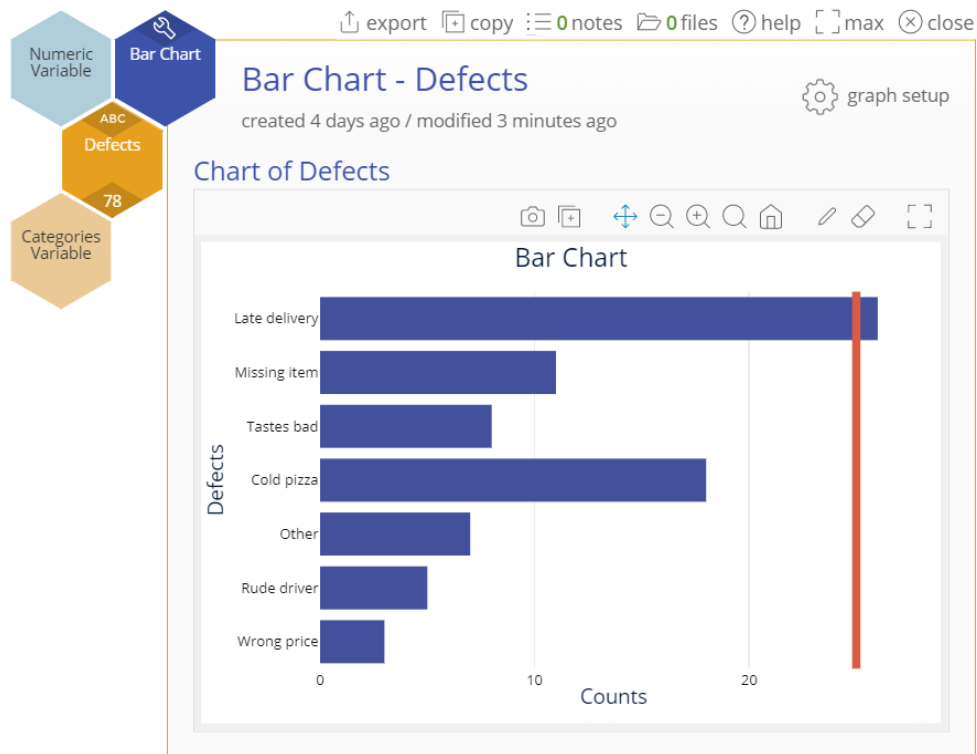 export copy 0 notes 0 files help max close
Numeric
Variable
Bar Chart
ABC
Defects
78
Categories
Variable
Bar Chart - Defects
created 4 days ago / modified 3 minutes ago
graph setup
Chart of Defects
Bar Chart
Defects
Late delivery
Missing item
Tastes bad
Cold pizza
Other
Rude driver
Wrong price
0 10 20
Counts